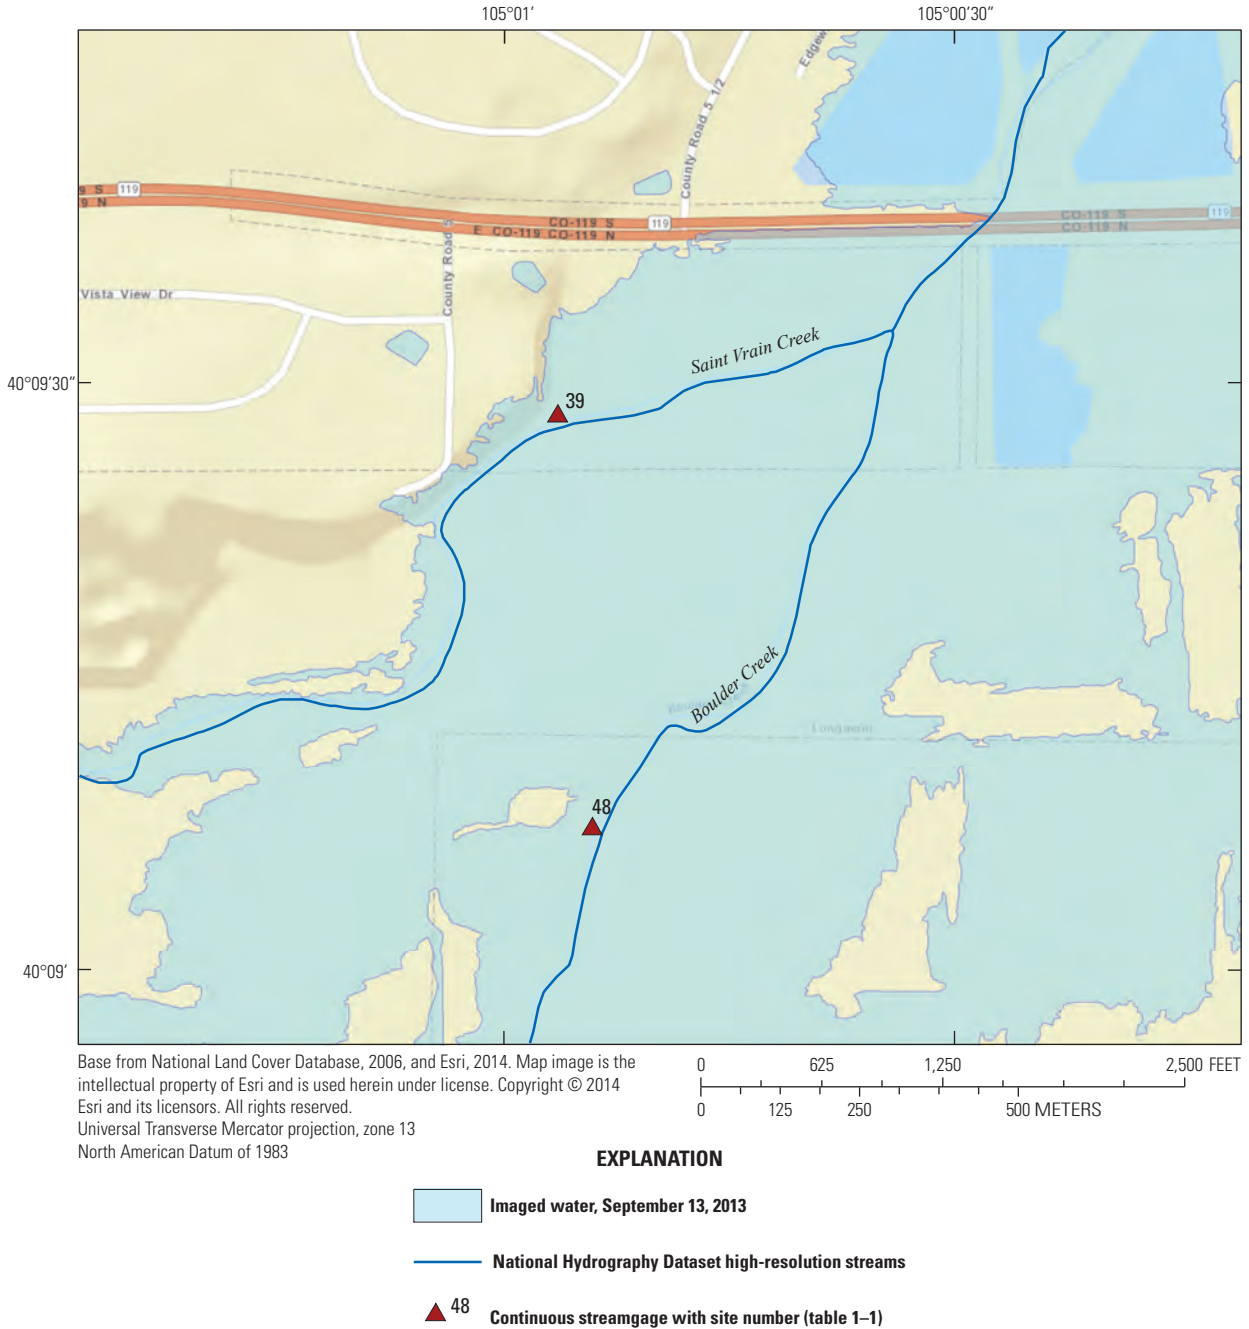 105°01'
105°00'30"
Edgew
County Road 5 1/2
9 S
119
9 N
CO-119 S
119
E CO-119 CO-119 N
CO-119 S
119
CO-119 N
County Road 5
Vista View Dr
Saint Vrain Creek
40°09'30"
39
Boulder Creek
Longmont
48
40°09'
Base from National Land Cover Database, 2006, and Esri, 2014. Map image is the
intellectual property of Esri and is used herein under license. Copyright © 2014
Esri and its licensors. All rights reserved.
Universal Transverse Mercator projection, zone 13
North American Datum of 1983
0 625 1,250 2,500 FEET
0 125 250 500 METERS
EXPLANATION
Imaged water, September 13, 2013
National Hydrography Dataset high-resolution streams
48 Continuous streamgage with site number (table 1–1)